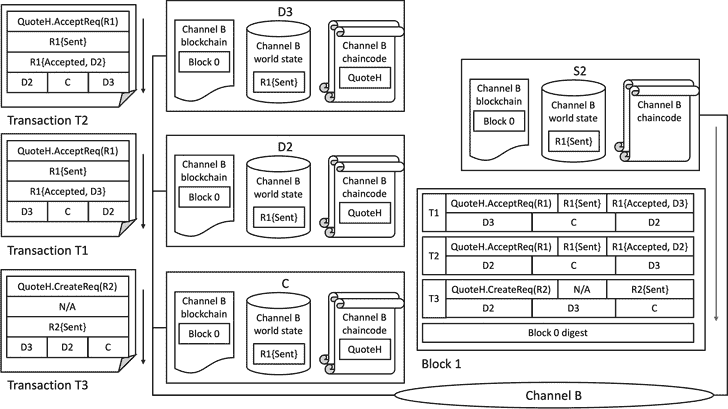 QuoteH.AcceptReq(R1)
R1{Sent}
R1{Accepted, D2}
D2 C D3
Transaction T2
QuoteH.AcceptReq(R1)
R1{Sent}
R1{Accepted, D3}
D3 C D2
Transaction T1
QuoteH.CreateReq(R2)
N/A
R2{Sent}
D3 D2 C
Transaction T3
D3
Channel B
blockchain
Block 0
Channel B
world state
R1{Sent}
Channel B
chaincode
QuoteH
D2
Channel B
blockchain
Block 0
Channel B
world state
R1{Sent}
Channel B
chaincode
QuoteH
C
Channel B
blockchain
Block 0
Channel B
world state
R1{Sent}
Channel B
chaincode
QuoteH
S2
Channel B
blockchain
Block 0
Channel B
world state
R1{Sent}
Channel B
chaincode
T1 QuoteH.AcceptReq(R1) R1{Sent} R1{Accepted, D3}
D3 C D2
T2 QuoteH.AcceptReq(R1) R1{Sent} R1{Accepted, D2}
D2 C D3
T3 QuoteH.CreateReq(R2) N/A R2{Sent}
D2 D3 C
Block 0 digest
Block 1
Channel B